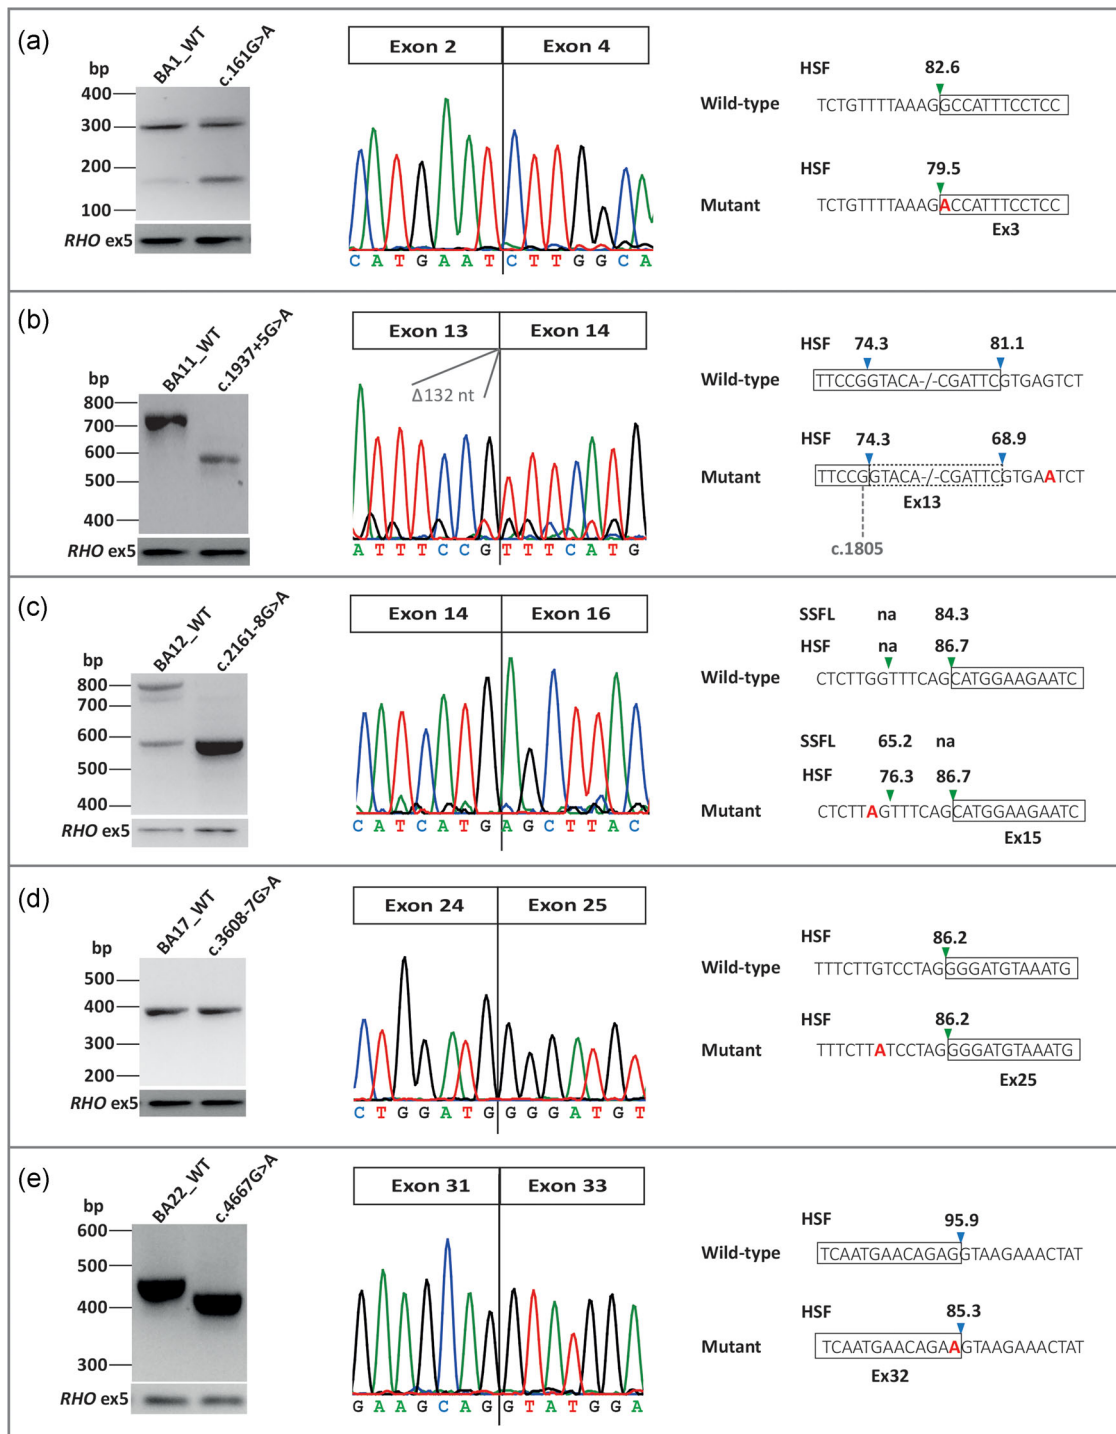 (a)
bp
BA1_WT
c.161G>A
400
300
200
100
RHO ex5
Exon 2
Exon 4
C A T G A A T C T T G G C A
HSF 82.6
Wild-type TCTGTTTTAAAGGCCATTTCCTCC
HSF 79.5
Mutant TCTGTTTTAAAGACCATTTCCTCC
Ex3
(b)
bp
BA11_WT
c.1937+5G>A
800
700
600
500
400
RHO ex5
Exon 13
Exon 14
Δ132 nt
A T T T C C G T T T C A T G
HSF 74.3 81.1
Wild-type TTCCGGTACA-/-CGATTCGTGAGTCT
HSF 74.3 68.9
Mutant TTCCGGTACA-/-CGATTCGTGAATCT
Ex13
c.1805
(c)
bp
BA12_WT
c.2161-8G>A
800
700
600
500
400
RHO ex5
Exon 14
Exon 16
C A T C A T G A G C T T A C
SSFL na 84.3
HSF na 86.7
Wild-type CTCTTGGTTTCAGCATGGAAGAATC
SSFL 65.2 na
HSF 76.3 86.7
Mutant CTCTTAGTTTCAGCATGGAAGAATC
Ex15
(d)
bp
BA17_WT
c.3608-7G>A
500
400
300
200
RHO ex5
Exon 24
Exon 25
C T G G A T G G G G A T G T
HSF 86.2
Wild-type TTTCTTGTCCTAGGGGATGTAAATG
HSF 86.2
Mutant TTTCTTATCCTAGGGGATGTAAATG
Ex25
(e)
bp
BA22_WT
c.4667G>A
600
500
400
300
RHO ex5
Exon 31
Exon 33
G A A G C A G G T A T G G A
HSF 95.9
Wild-type TCAATGAACAGAGGTAAGAAACTAT
HSF 85.3
Mutant TCAATGAACAGAAGTAAGAAACTAT
Ex32